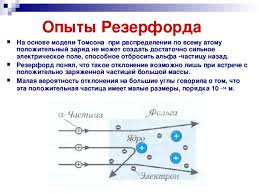 Опыты Резерфорда
На основе модели Томсона при распределении по всему атому
положительный заряд не может создать достаточно сильное
электрическое поле, способное отбросить альфа-частицу назад.
Резерфорд понял, что такое отклонение возможно лишь при встрече с
положительно заряженной частицей большой массы.
Малая вероятность отклонения на большие углы говорила о том, что
эта положительная частица имеет малые размеры, порядка 10 -14 м.
α-Частица
Фольга
Ядро
Электрон